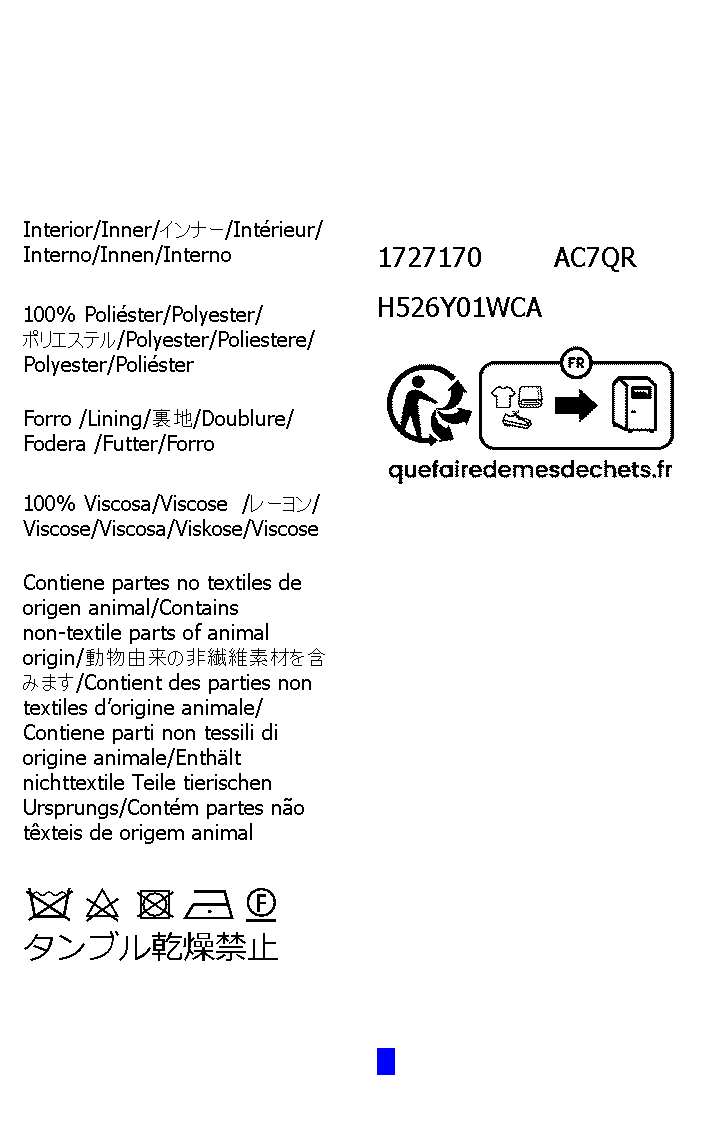 Interior/Inner/インナー/Intérieur/
Interno/Innen/Interno
100% Poliéster/Polyester/
ポリエステル/Polyester/Poliestere/
Polyester/Poliéster
Forro /Lining/裏地/Doublure/
Fodera /Futter/Forro
100% Viscosa/Viscose /レーヨン/
Viscose/Viscosa/Viskose/Viscose
Contiene partes no textiles de
origen animal/Contains
non-textile parts of animal
origin/動物由来の非繊維素材を含
みます/Contient des parties non
textiles d’origine animale/
Contiene parti non tessili di
origine animale/Enthält
nichttextile Teile tierischen
Ursprungs/Contém partes não
têxteis de origem animal
F
タンブル乾燥禁止
1727170 AC7QR
H526Y01WCA
FR
quefairedemesdechets.fr